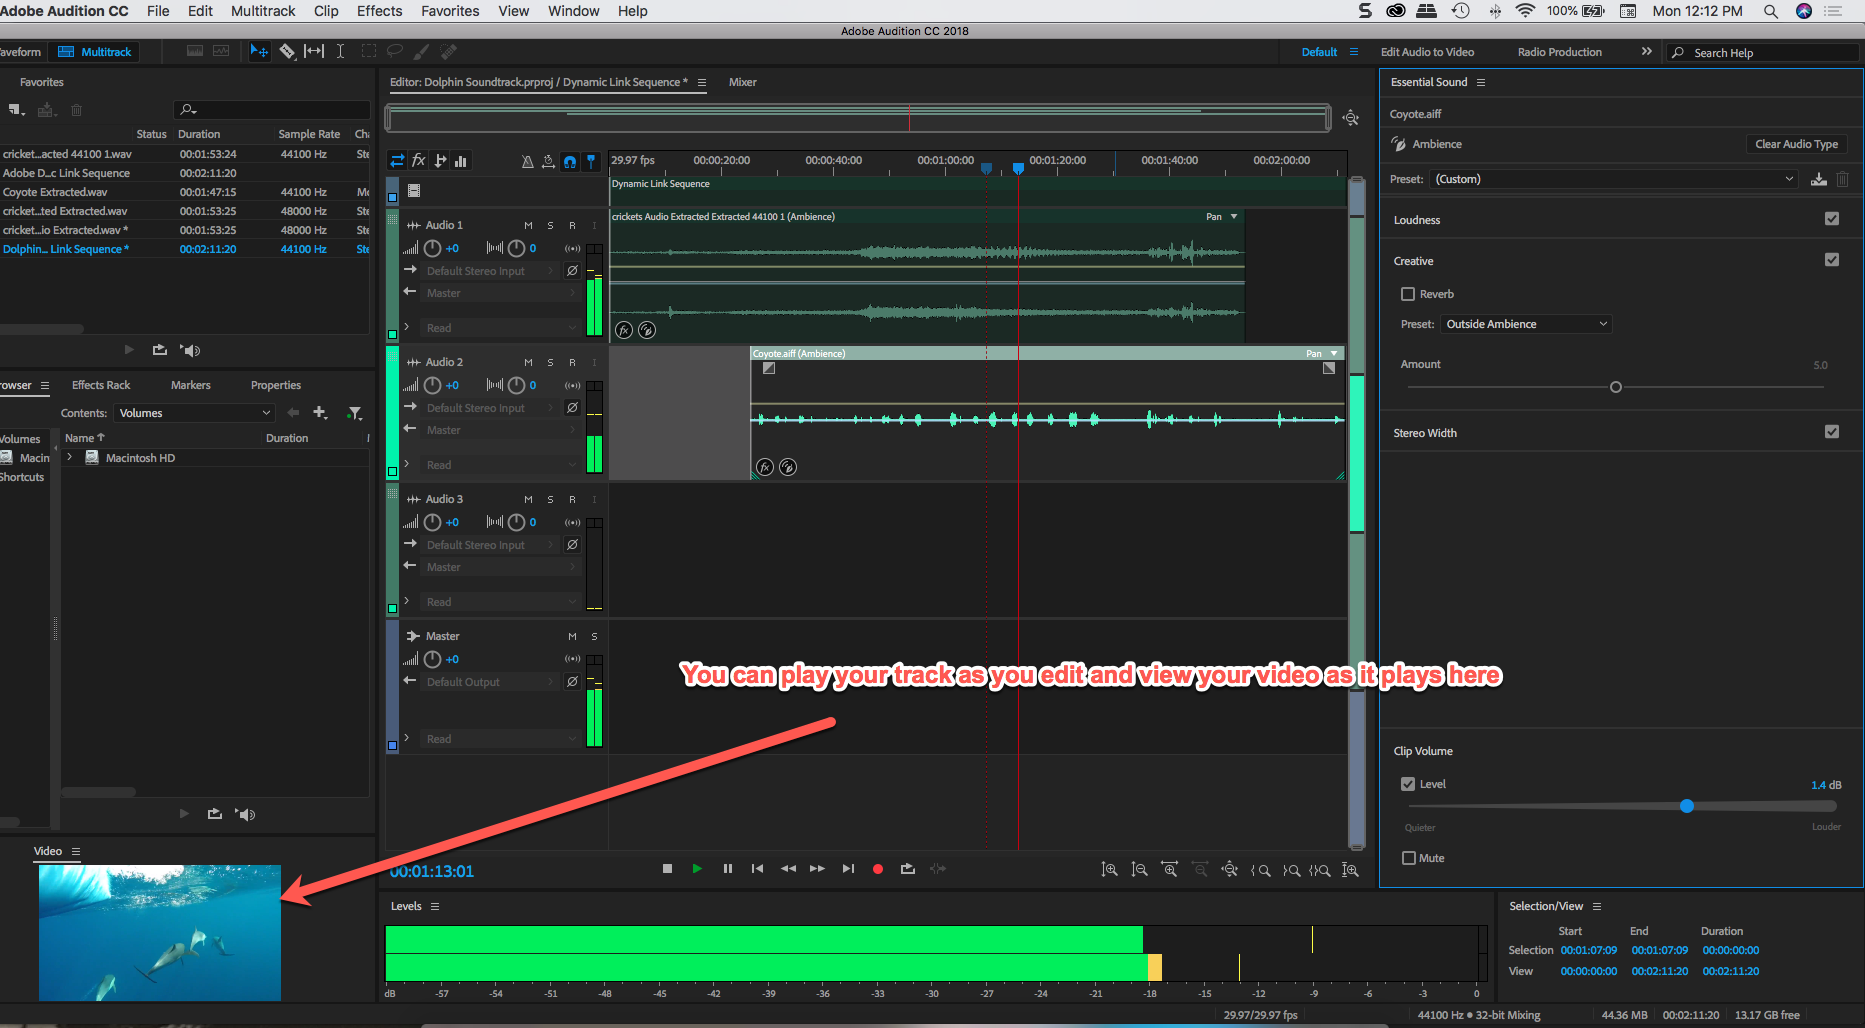 Adobe Audition CC File Edit Multitrack Clip Effects Favorites View Window Help 100% Mon 12:12 PM
Adobe Audition CC 2018
aveform Multitrack Default Edit Audio to Video Radio Production Search Help
Favorites
Status Duration Sample Rate Cha
cricket...acted 44100 1.wav 00:01:53:24 44100 Hz Ste
Adobe D...c Link Sequence 00:02:11:20
Coyote Extracted.wav 00:01:47:15 44100 Hz Mo
cricket...ted Extracted.wav 00:01:53:25 48000 Hz Ste
cricket...io Extracted.wav * 00:01:53:25 48000 Hz Ste
Dolphin... Link Sequence * 00:02:11:20 44100 Hz Ste
rowser Effects Rack Markers Properties
Contents: Volumes
Volumes Name Duration
Macin Macintosh HD
Shortcuts
Video
Editor: Dolphin Soundtrack.prproj / Dynamic Link Sequence * Mixer
fx 29.97 fps 00:00:20:00 00:00:40:00 00:01:00:00 00:01:20:00 00:01:40:00 00:02:00:00
Dynamic Link Sequence
Audio 1 M S R I
+0 0
Default Stereo Input
Master
Read
crickets Audio Extracted Extracted 44100 1 (Ambience) Pan
fx
Audio 2 M S R I
+0 0
Default Stereo Input
Master
Read
Coyote.aiff (Ambience) Pan
fx
Audio 3 M S R I
+0 0
Default Stereo Input
Master
Read
Master M S
+0
Default Output
Read
You can play your track as you edit and view your video as it plays here
00:01:13:01
Levels
dB -57 -54 -51 -48 -45 -42 -39 -36 -33 -30 -27 -24 -21 -18 -15 -12 -9 -6 -3 0
Essential Sound
Coyote.aiff
Ambience Clear Audio Type
Preset: (Custom)
Loudness
Creative
Reverb
Preset: Outside Ambience
Amount 5.0
Stereo Width
Clip Volume
Level 1.4 dB
Quieter Louder
Mute
Selection/View
Start End Duration
Selection 00:01:07:09 00:01:07:09 00:00:00:00
View 00:00:00:00 00:02:11:20 00:02:11:20
29.97/29.97 fps 44100 Hz ● 32-bit Mixing 44.36 MB 00:02:11:20 13.17 GB free